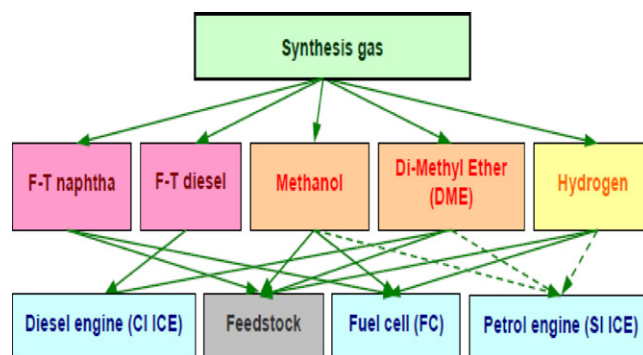 Synthesis gas
F-T naphtha
F-T diesel
Methanol
Di-Methyl Ether
(DME)
Hydrogen
Diesel engine (CI ICE)
Feedstock
Fuel cell (FC)
Petrol engine (SI ICE)